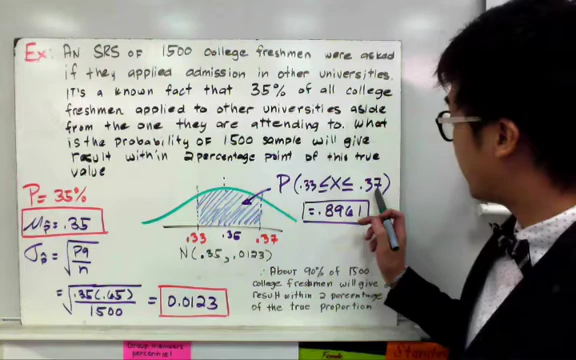 Ex: AN SRS OF 1500 college freshmen were asked
if they applied admission in other universities.
It's a known fact that 35% of all college
freshmen applied to other universities aside
from the one they are attending to. What
is the probability of 1500 sample will give
result within 2 percentage point of this true
value
P = 35%
P(.33≤X≤.37)
μp̂ = .35
=.8961
.33 .35 .37
σp̂ = √pq/n
N(.35, .0123)
= √.35(.65)/1500 = 0.0123
∴ About 90% of 1500
college freshmen will give
result within 2 percentage
of the true proportion
Group members
percentile!
Female